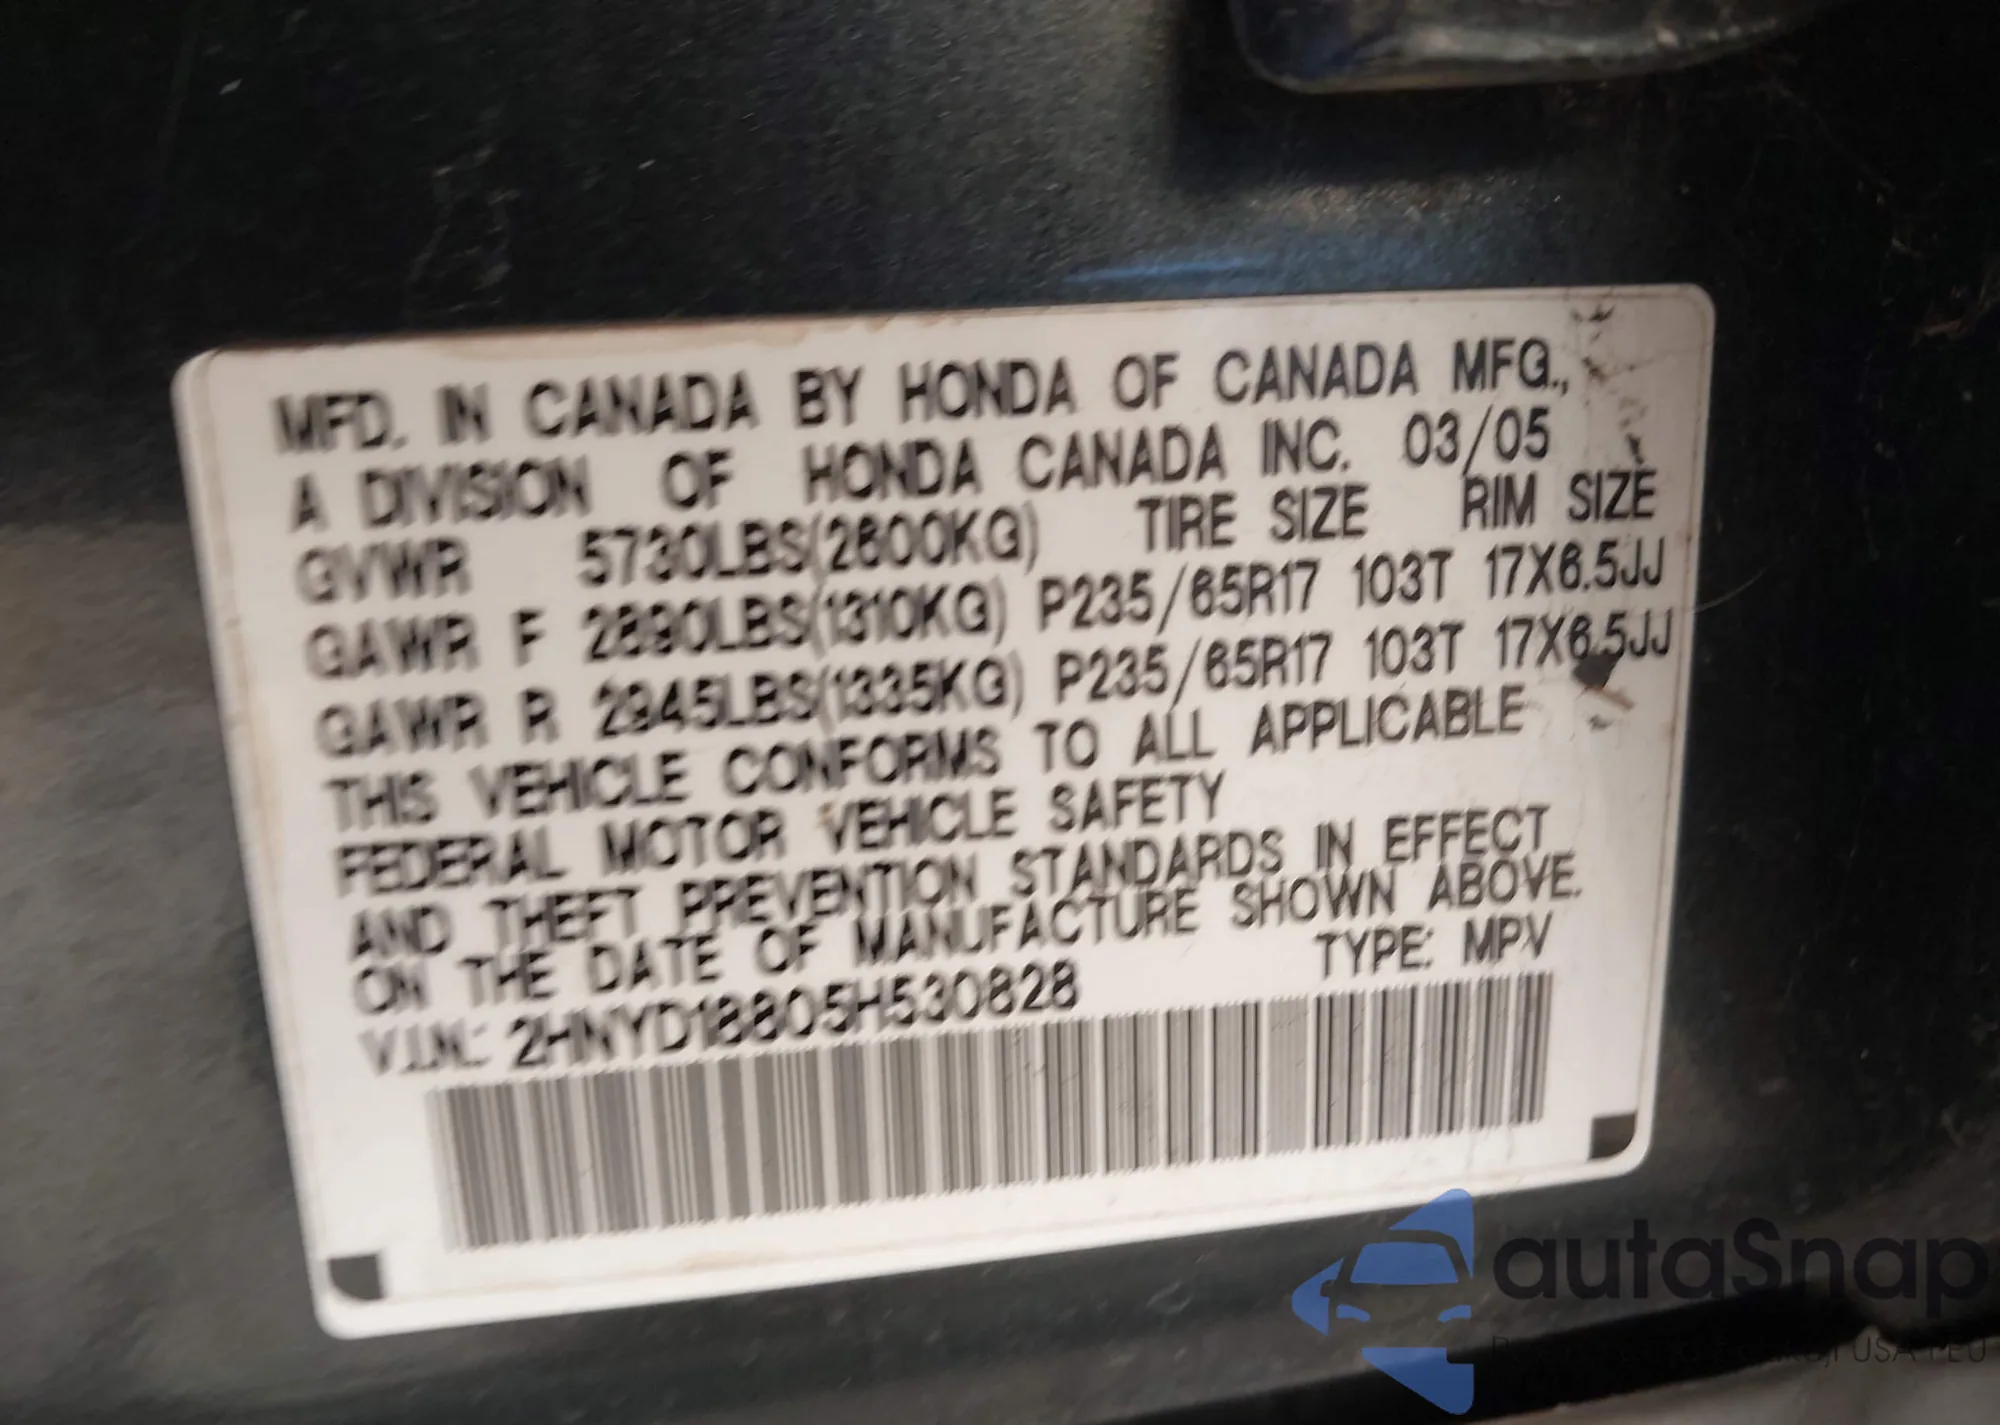 MFD. IN CANADA BY HONDA OF CANADA MFG.,
A DIVISION OF HONDA CANADA INC. 03/05
GVWR 5730LBS(2600KG) TIRE SIZE RIM SIZE
GAWR F 2890LBS(1310KG) P235/65R17 103T 17X6.5JJ
GAWR R 2945LBS(1335KG) P235/65R17 103T 17X6.5JJ
THIS VEHICLE CONFORMS TO ALL APPLICABLE
FEDERAL MOTOR VEHICLE SAFETY
AND THEFT PREVENTION STANDARDS IN EFFECT
ON THE DATE OF MANUFACTURE SHOWN ABOVE.
V.I.N.: 2HNYD18805H530828 TYPE: MPV
autaSnap
USA